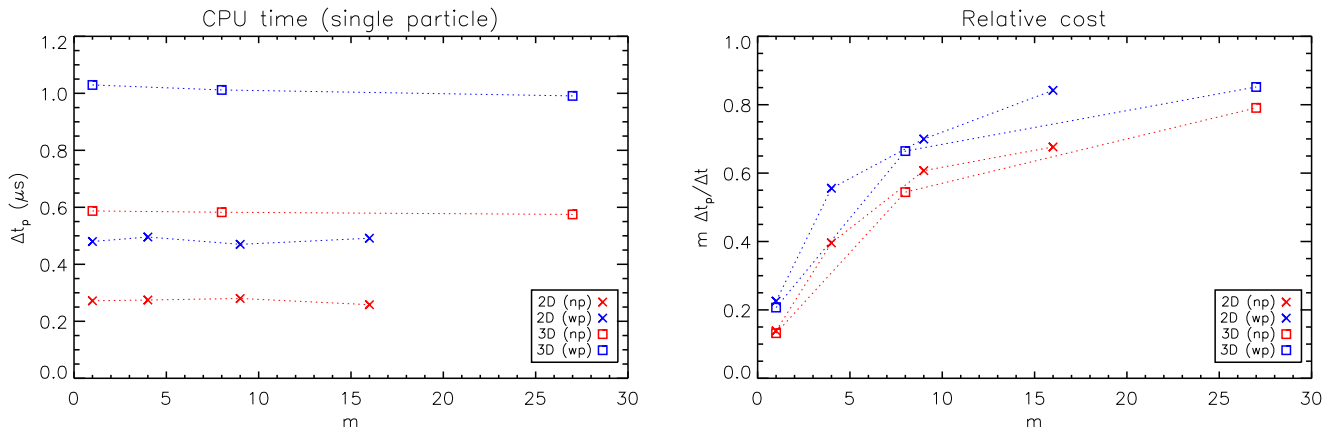 CPU time (single particle)
1.2
1.0
0.8
0.6
0.4
0.2
0.0
Δt_p (μs)
0 5 10 15 20 25 30
m
2D (np)
2D (wp)
3D (np)
3D (wp)
Relative cost
1.0
0.8
0.6
0.4
0.2
0.0
m Δt_p/Δt
0 5 10 15 20 25 30
m
2D (np)
2D (wp)
3D (np)
3D (wp)